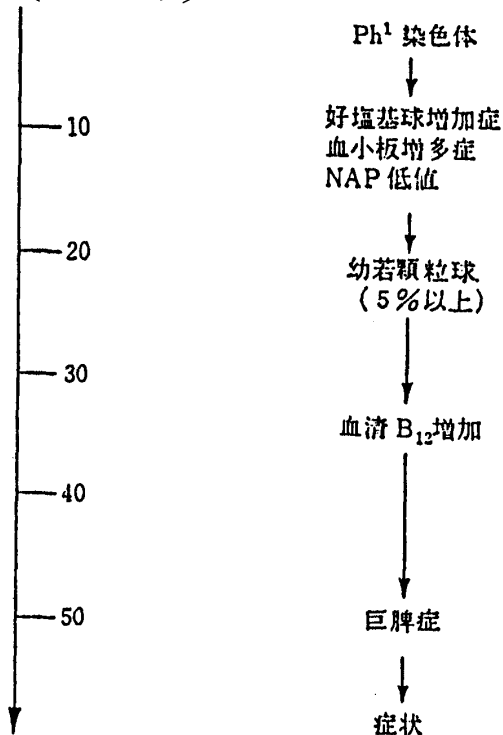 Ph¹ 染色体
10
好塩基球増加症
血小板増多症
NAP 低値
20
幼若顆粒球
(5%以上)
30
血清 B₁₂増加
40
50
巨脾症
症状